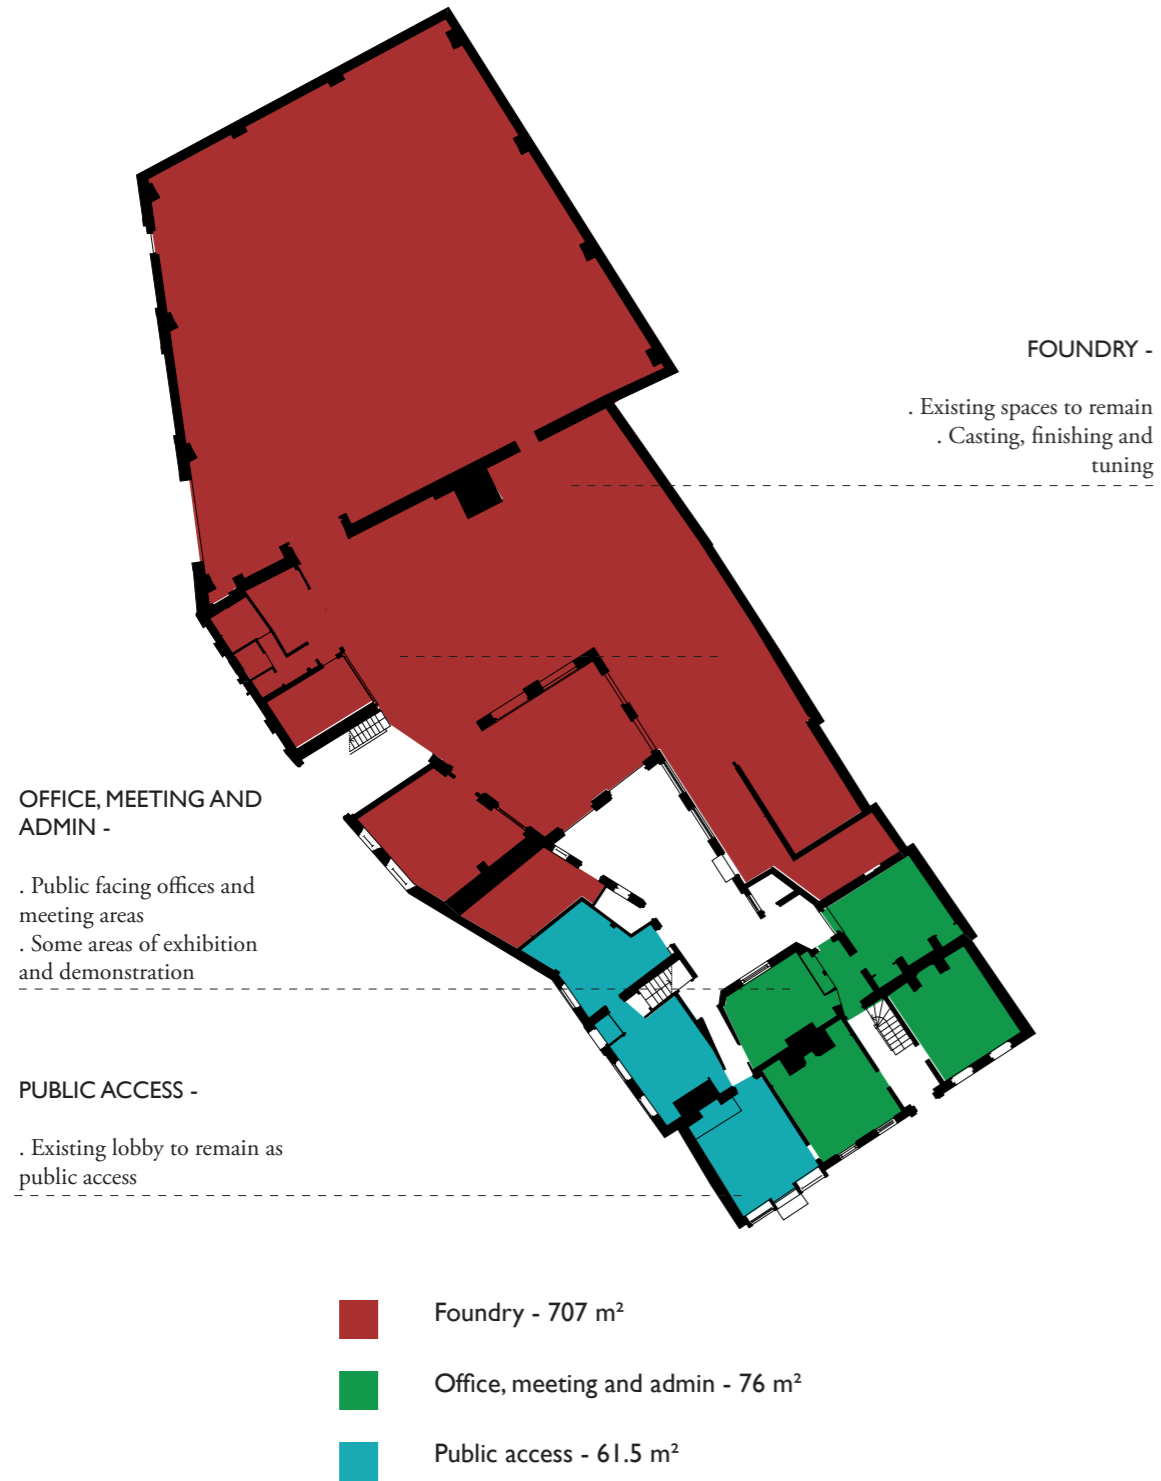 FOUNDRY -
. Existing spaces to remain
. Casting, finishing and
tuning
OFFICE, MEETING AND
ADMIN -
. Public facing offices and
meeting areas
. Some areas of exhibition
and demonstration
PUBLIC ACCESS -
. Existing lobby to remain as
public access
Foundry - 707 m²
Office, meeting and admin - 76 m²
Public access - 61.5 m²